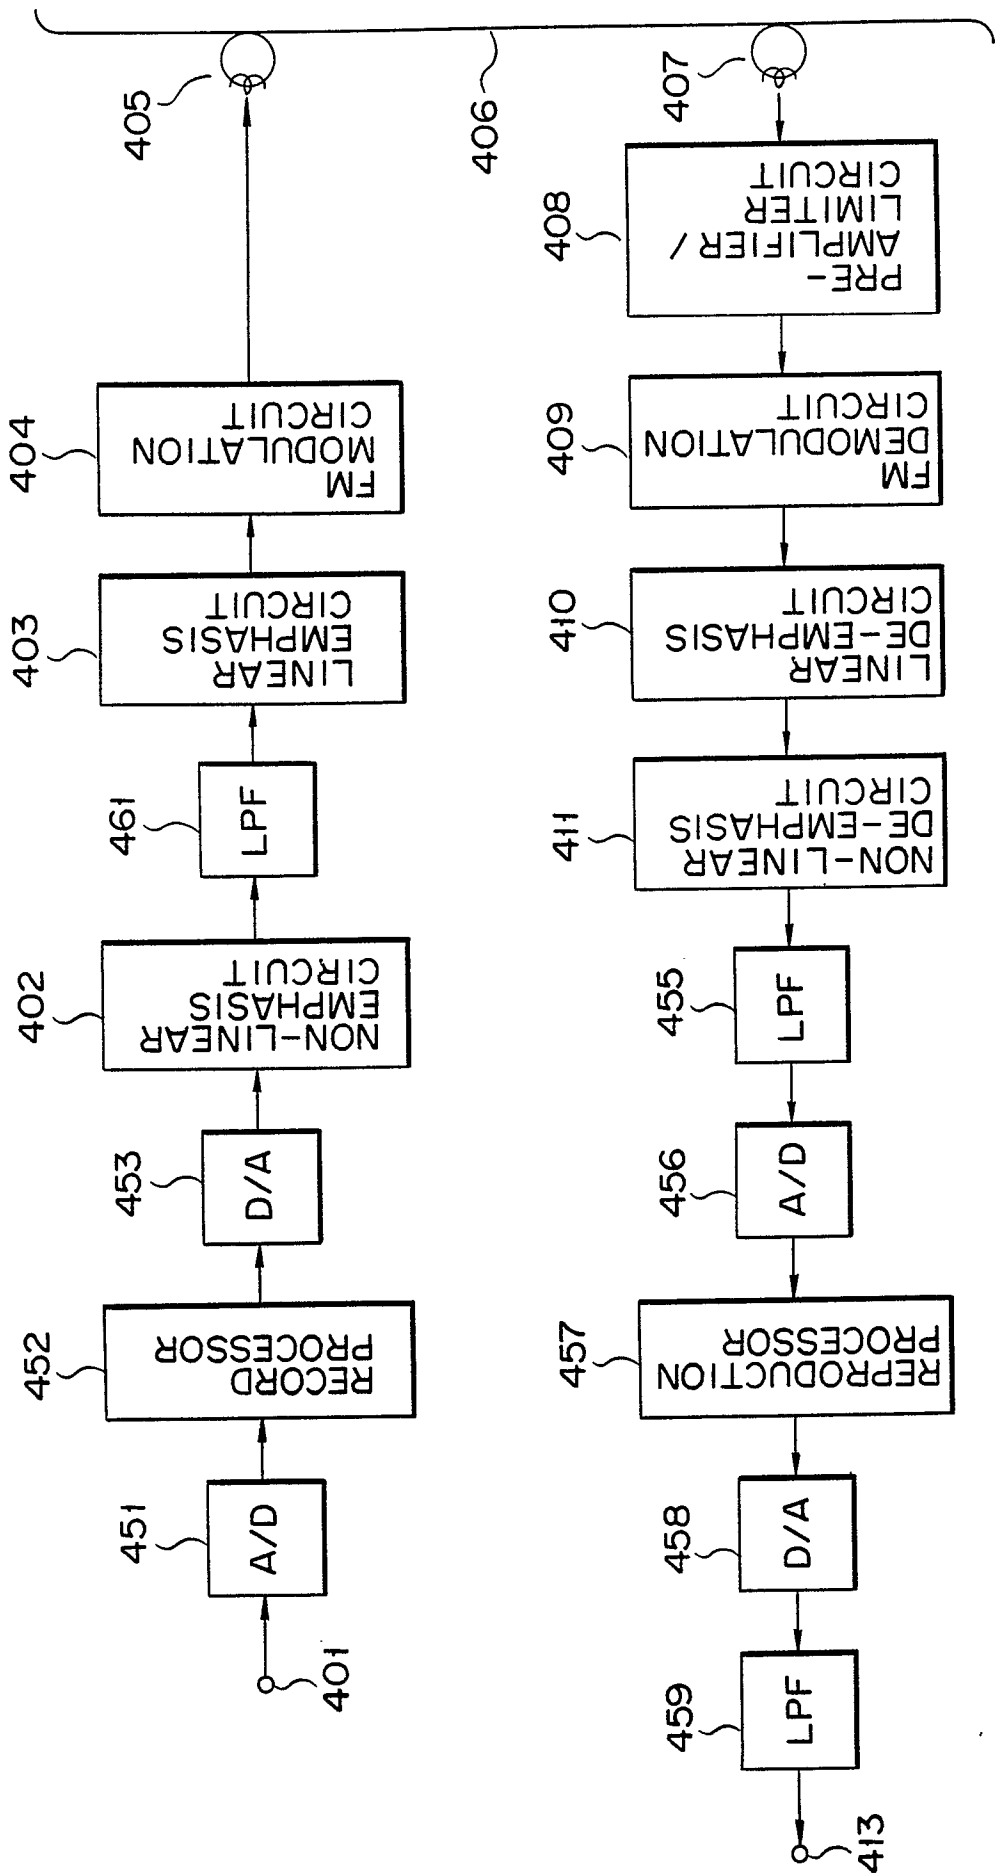 401
451
A/D
452
RECORD
PROCESSOR
453
D/A
402
NON-LINEAR
EMPHASIS
CIRCUIT
461
LPF
403
LINEAR
EMPHASIS
CIRCUIT
404
FM
MODULATION
CIRCUIT
405
406
407
408
PRE-
AMPLIFIER/
LIMITER
CIRCUIT
409
FM
DEMODULATION
CIRCUIT
410
LINEAR
DE-EMPHASIS
CIRCUIT
411
NON-LINEAR
DE-EMPHASIS
CIRCUIT
455
LPF
456
A/D
457
REPRODUCTION
PROCESSOR
458
D/A
459
LPF
413